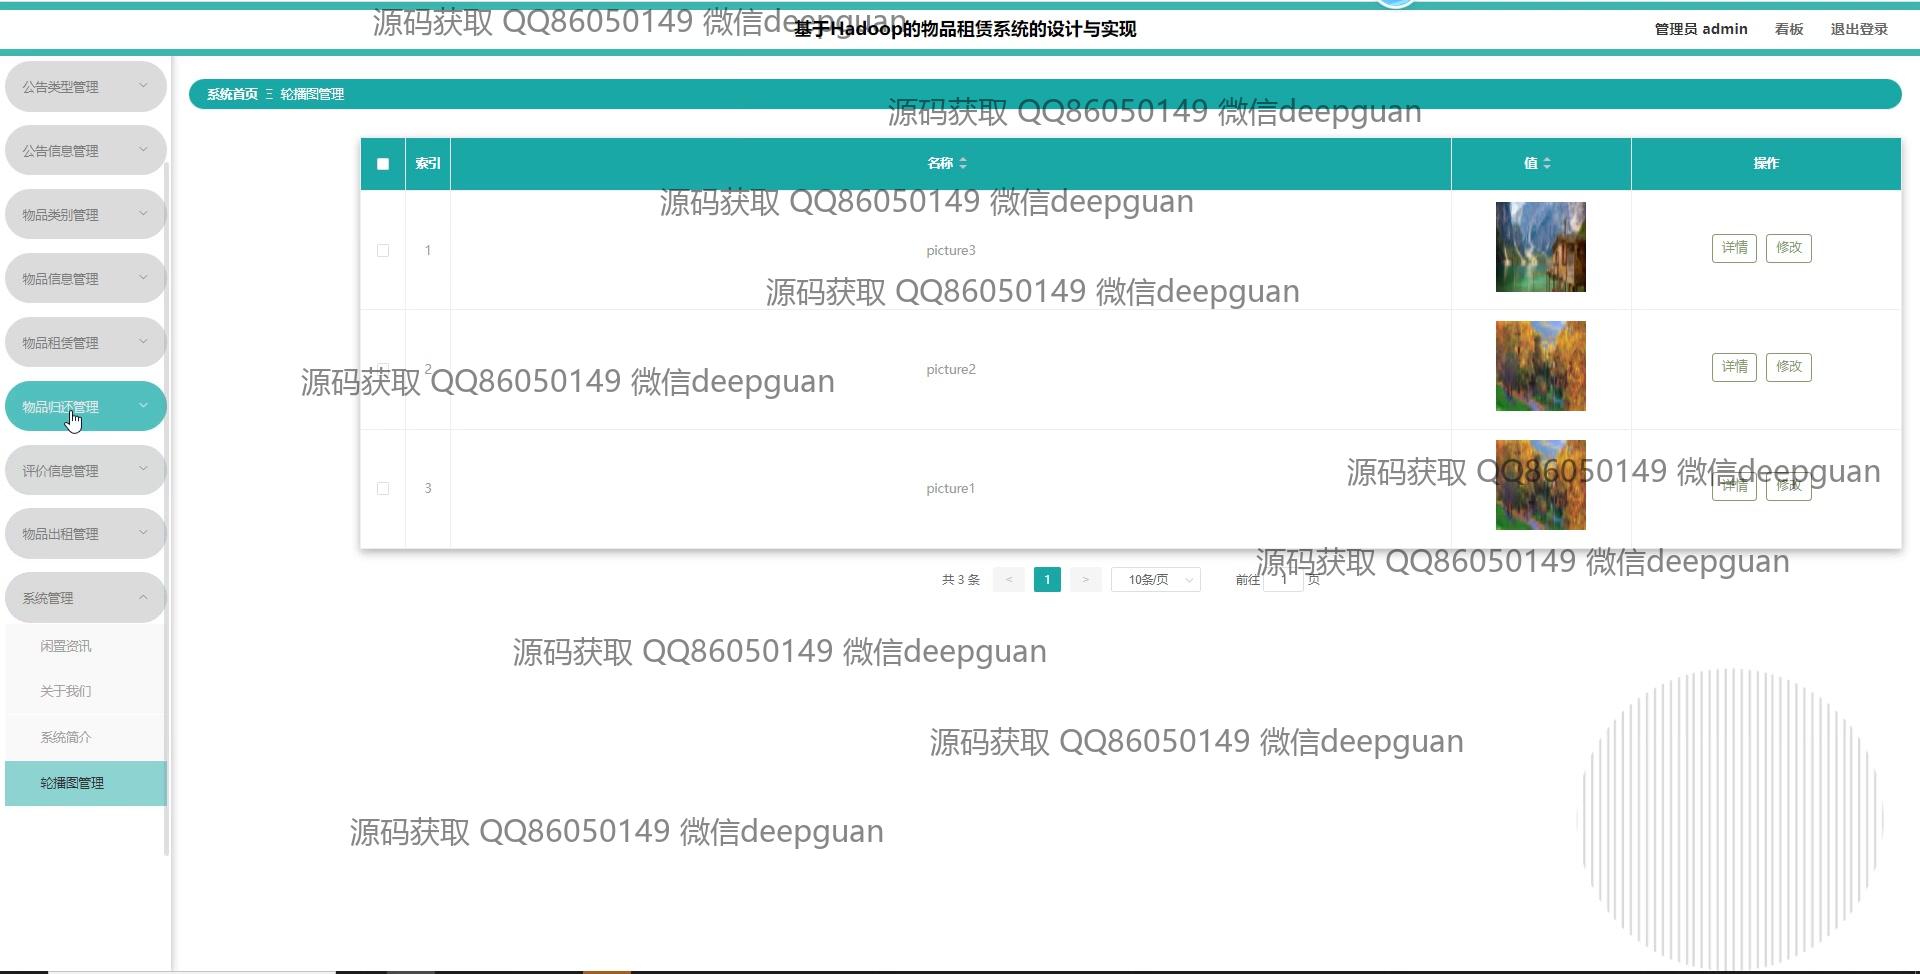 源码获取 QQ86050149 微信deepguan
基于Hadoop的物品租赁系统的设计与实现
管理员 admin 看板 退出登录
公告类型管理
系统首页 轮播图管理
源码获取 QQ86050149 微信deepguan
公告信息管理
索引 名称 值 操作
源码获取 QQ86050149 微信deepguan
物品类别管理
1 picture3 详情 修改
物品信息管理
源码获取 QQ86050149 微信deepguan
物品租赁管理
2 picture2 详情 修改
源码获取 QQ86050149 微信deepguan
物品归还管理
评价信息管理
源码获取 QQ86050149 微信deepguan
3 picture1 详情 修改
物品出租管理
源码获取 QQ86050149 微信deepguan
共 3 条 < 1 > 10条/页 前往 1 页
系统管理
闲置资讯
源码获取 QQ86050149 微信deepguan
关于我们
系统简介
源码获取 QQ86050149 微信deepguan
轮播图管理
源码获取 QQ86050149 微信deepguan